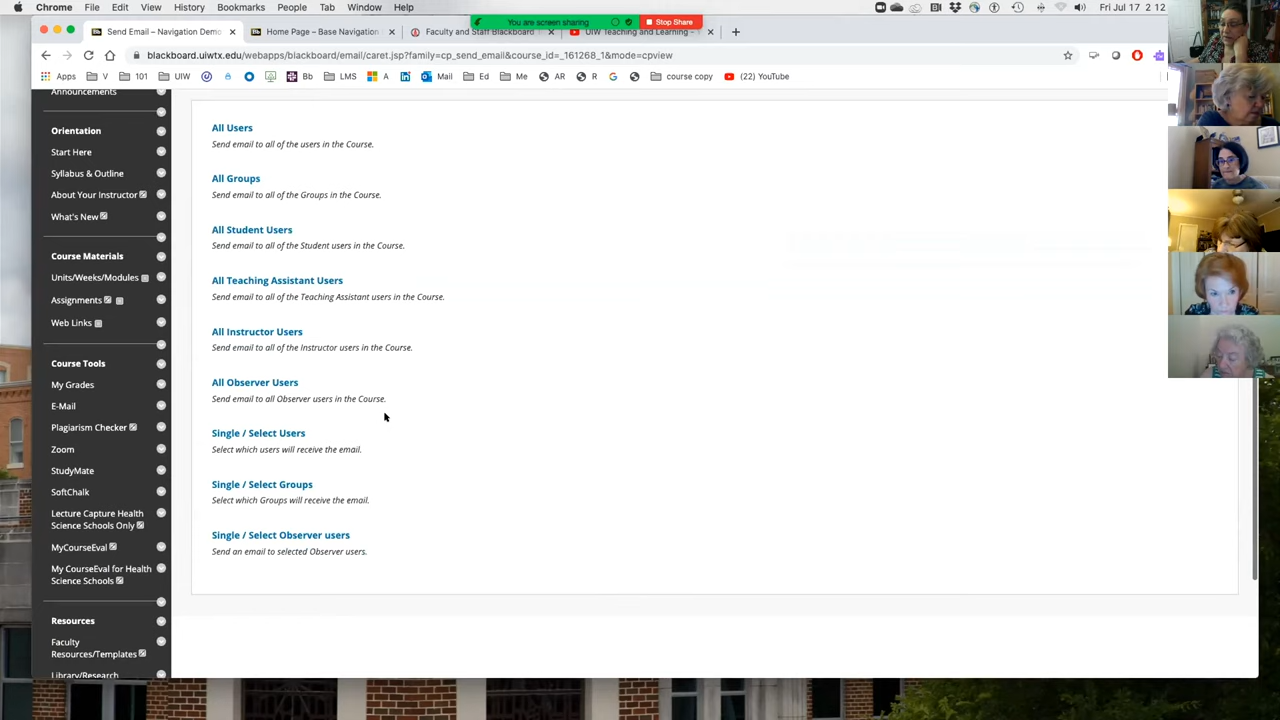 Chrome File Edit View History Bookmarks People Tab Window Help
Fri Jul 17 2 12
You are screen sharing Stop Share
Send Email – Navigation Demo
Home Page – Base Navigation
Faculty and Staff Blackboard
UIW Teaching and Learning -
blackboard.uiwtx.edu/webapps/blackboard/email/caret.jsp?family=cp_send_email&course_id=_161268_1&mode=cpview
Apps V 101 UIW Bb LMS A Mail Ed Me AR R course copy (22) YouTube
Announcements
Orientation
Start Here
Syllabus & Outline
About Your Instructor
What's New
Course Materials
Units/Weeks/Modules
Assignments
Web Links
Course Tools
My Grades
E-Mail
Plagiarism Checker
Zoom
StudyMate
SoftChalk
Lecture Capture Health
Science Schools Only
MyCourseEval
My CourseEval for Health
Science Schools
Resources
Faculty
Resources/Templates
Library/Research
All Users
Send email to all of the users in the Course.
All Groups
Send email to all of the Groups in the Course.
All Student Users
Send email to all of the Student users in the Course.
All Teaching Assistant Users
Send email to all of the Teaching Assistant users in the Course.
All Instructor Users
Send email to all of the Instructor users in the Course.
All Observer Users
Send email to all Observer users in the Course.
Single / Select Users
Select which users will receive the email.
Single / Select Groups
Select which Groups will receive the email.
Single / Select Observer users
Send an email to selected Observer users.